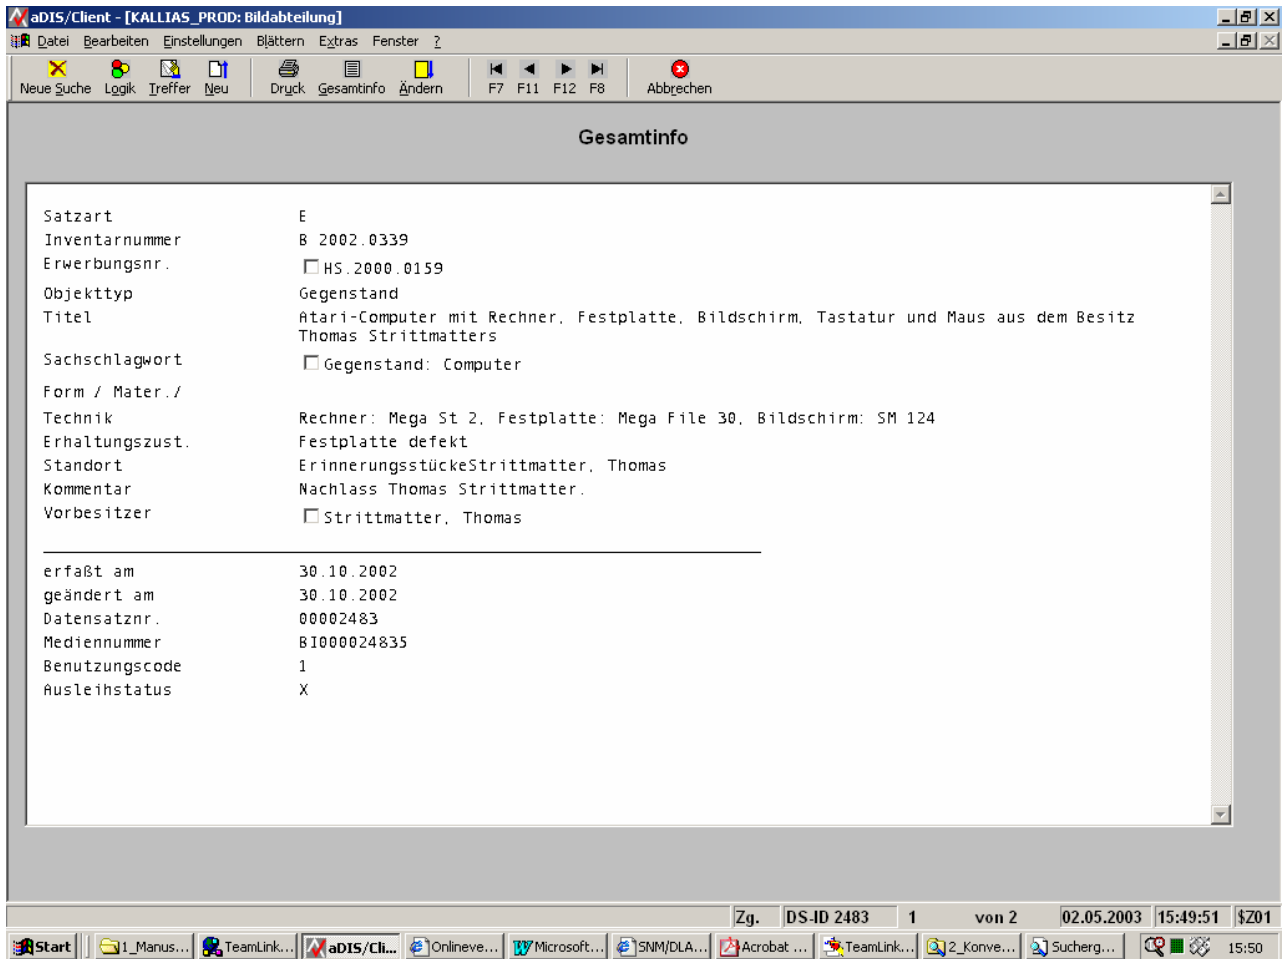 aDIS/Client - [KALLIAS_PROD: Bildabteilung]
Datei Bearbeiten Einstellungen Blättern Extras Fenster ?
Neue Suche Logik Treffer Neu Druck Gesamtinfo Ändern F7 F11 F12 F8 Abbrechen
Gesamtinfo
Satzart E
Inventarnummer B 2002.0339
Erwerbungsnr. HS.2000.0159
Objekttyp Gegenstand
Titel Atari-Computer mit Rechner, Festplatte, Bildschirm, Tastatur und Maus aus dem Besitz
Thomas Strittmatters
Sachschlagwort Gegenstand: Computer
Form / Mater./
Technik Rechner: Mega St 2, Festplatte: Mega File 30, Bildschirm: SM 124
Erhaltungszust. Festplatte defekt
Standort ErinnerungsstückeStrittmatter, Thomas
Kommentar Nachlass Thomas Strittmatter.
Vorbesitzer Strittmatter, Thomas
erfaßt am 30.10.2002
geändert am 30.10.2002
Datensatznr. 00002483
Mediennummer BI000024835
Benutzungscode 1
Ausleihstatus X
Zg. DS-ID 2483 1 von 2 02.05.2003 15:49:51 $Z01
Start 1_Manus... TeamLink... aDIS/Cli... Onlineve... Microsoft... SNM/DLA... Acrobat ... TeamLink... 2_Konve... Sucherg... 15:50